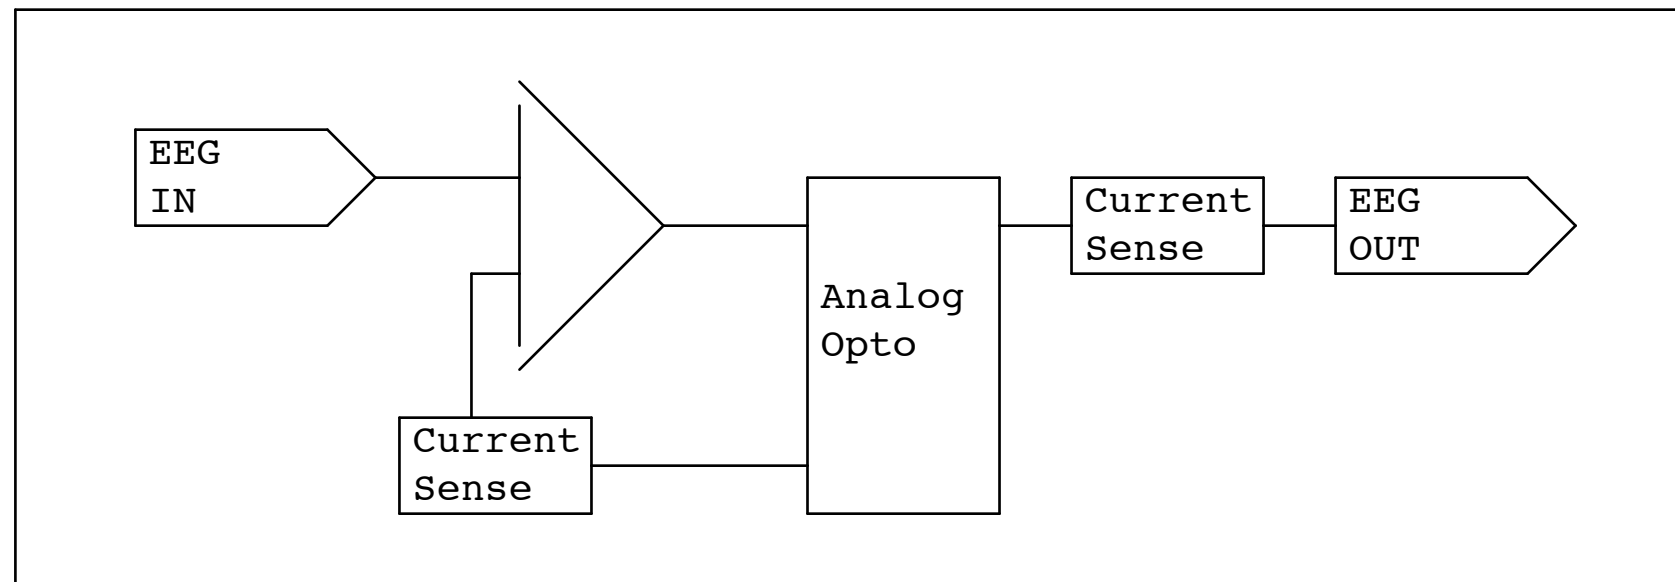 EEG
IN
Current
Sense
EEG
OUT
Analog
Opto
Current
Sense